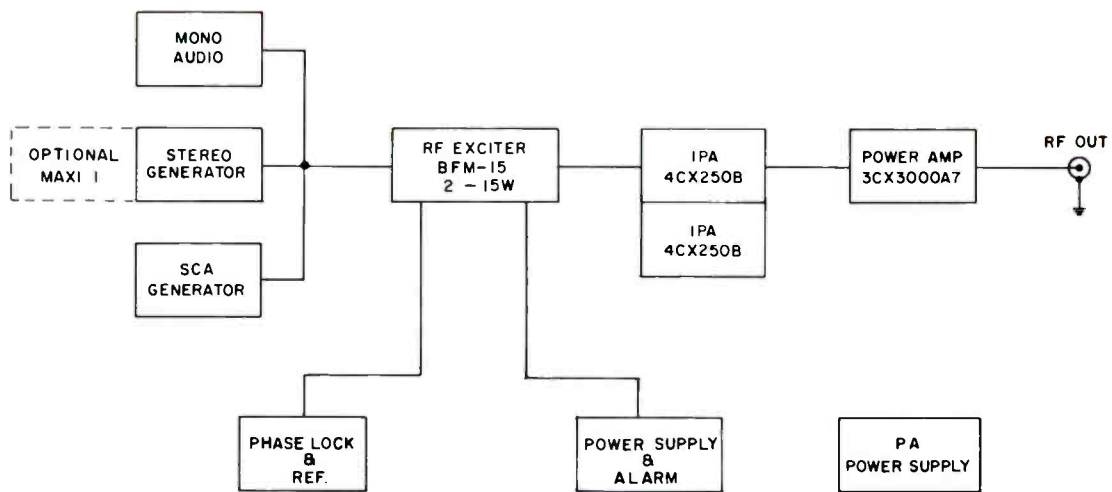 MONO
AUDIO
OPTIONAL
MAXI I
STEREO
GENERATOR
SCA
GENERATOR
RF EXCITER
BFM-15
2 - 15W
IPA
4CX250B
IPA
4CX250B
POWER AMP
3CX3000A7
RF OUT
PHASE LOCK
&
REF.
POWER SUPPLY
&
ALARM
PA
POWER SUPPLY